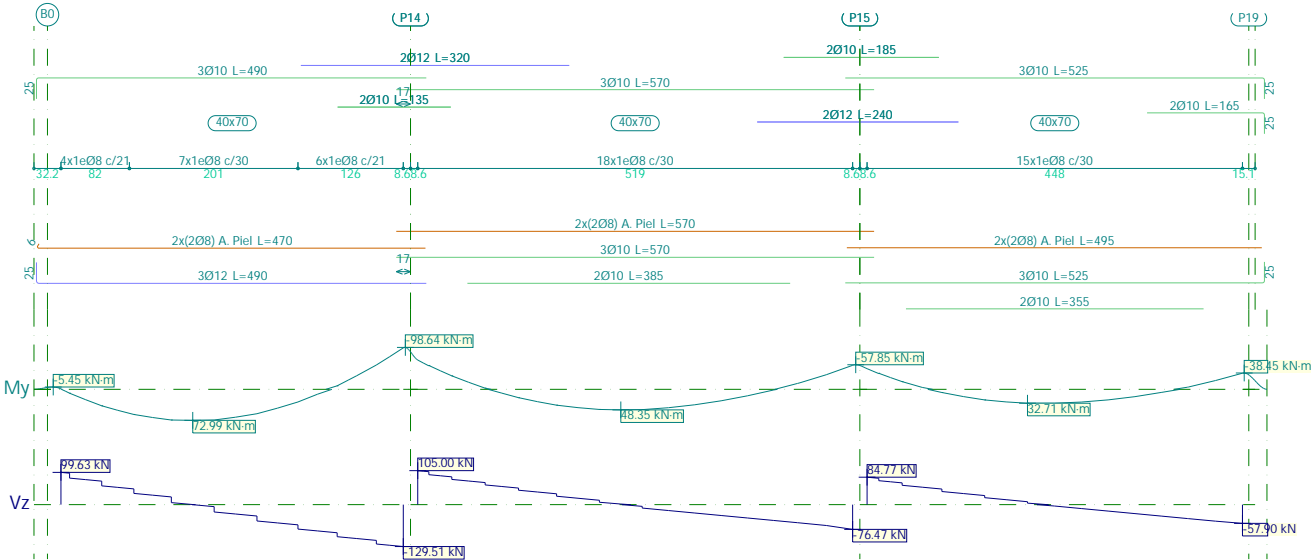 B0
P14
P15
P19
2Ø10 L=185
2Ø12 L=320
3Ø10 L=490
3Ø10 L=525
25
25
3Ø10 L=570
17
2Ø10 L=135
2Ø10 L=165
25
2Ø12 L=240
40x70
40x70
40x70
4x1eØ8 c/21
7x1eØ8 c/30
6x1eØ8 c/21
18x1eØ8 c/30
15x1eØ8 c/30
32.2
82
201
126
8.6
8.6
519
8.6
8.6
448
15.1
2x(2Ø8) A. Piel L=570
6
2x(2Ø8) A. Piel L=470
2x(2Ø8) A. Piel L=495
3Ø10 L=570
17
25
25
3Ø12 L=490
2Ø10 L=385
3Ø10 L=525
2Ø10 L=355
-98.64 kN·m
-57.85 kN·m
-38.45 kN·m
-5.45 kN·m
My
72.99 kN·m
48.35 kN·m
32.71 kN·m
99.63 kN
105.00 kN
84.77 kN
Vz
-129.51 kN
-76.47 kN
-57.90 kN